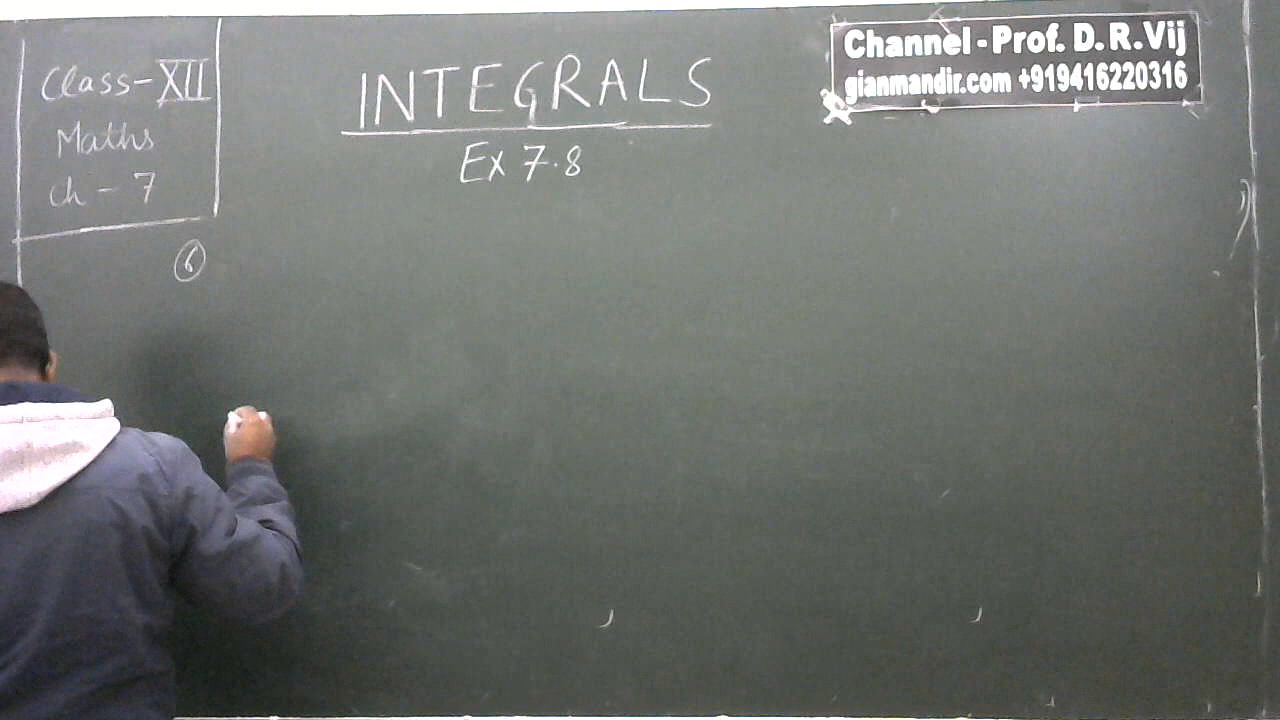 Class-XII
Maths
Ch - 7
INTEGRALS
Ex 7.8
Channel - Prof. D. R. Vij
gianmandir.com +919416220316
6